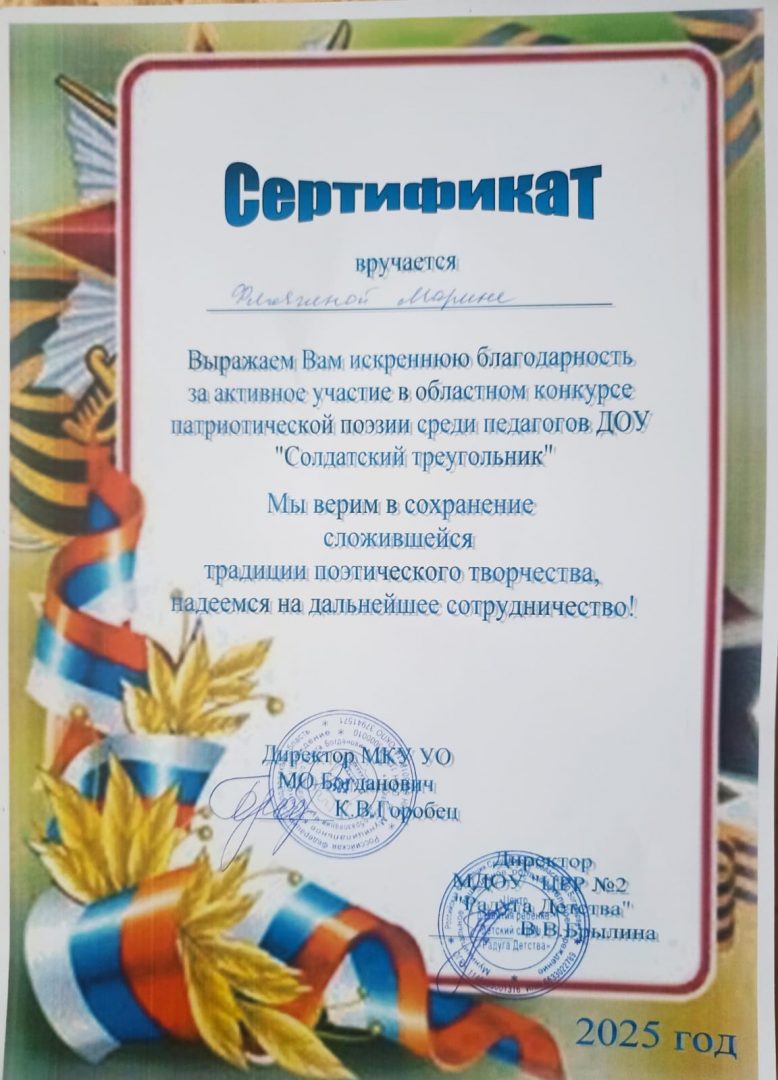 Сертификат
вручается
Марине
Выражаем Вам искреннюю благодарность
за активное участие в областном конкурсе
патриотической поэзии среди педагогов ДОУ
"Солдатский треугольник"
Мы верим в сохранение
сложившейся
традиции поэтического творчества,
надеемся на дальнейшее сотрудничество!
Директор МКУ УО
МО Богданович
К.В.Горобец
Директор
МДОУ "ЦРР №2
"Радуга Детства"
В.В.Брылина
2025 год